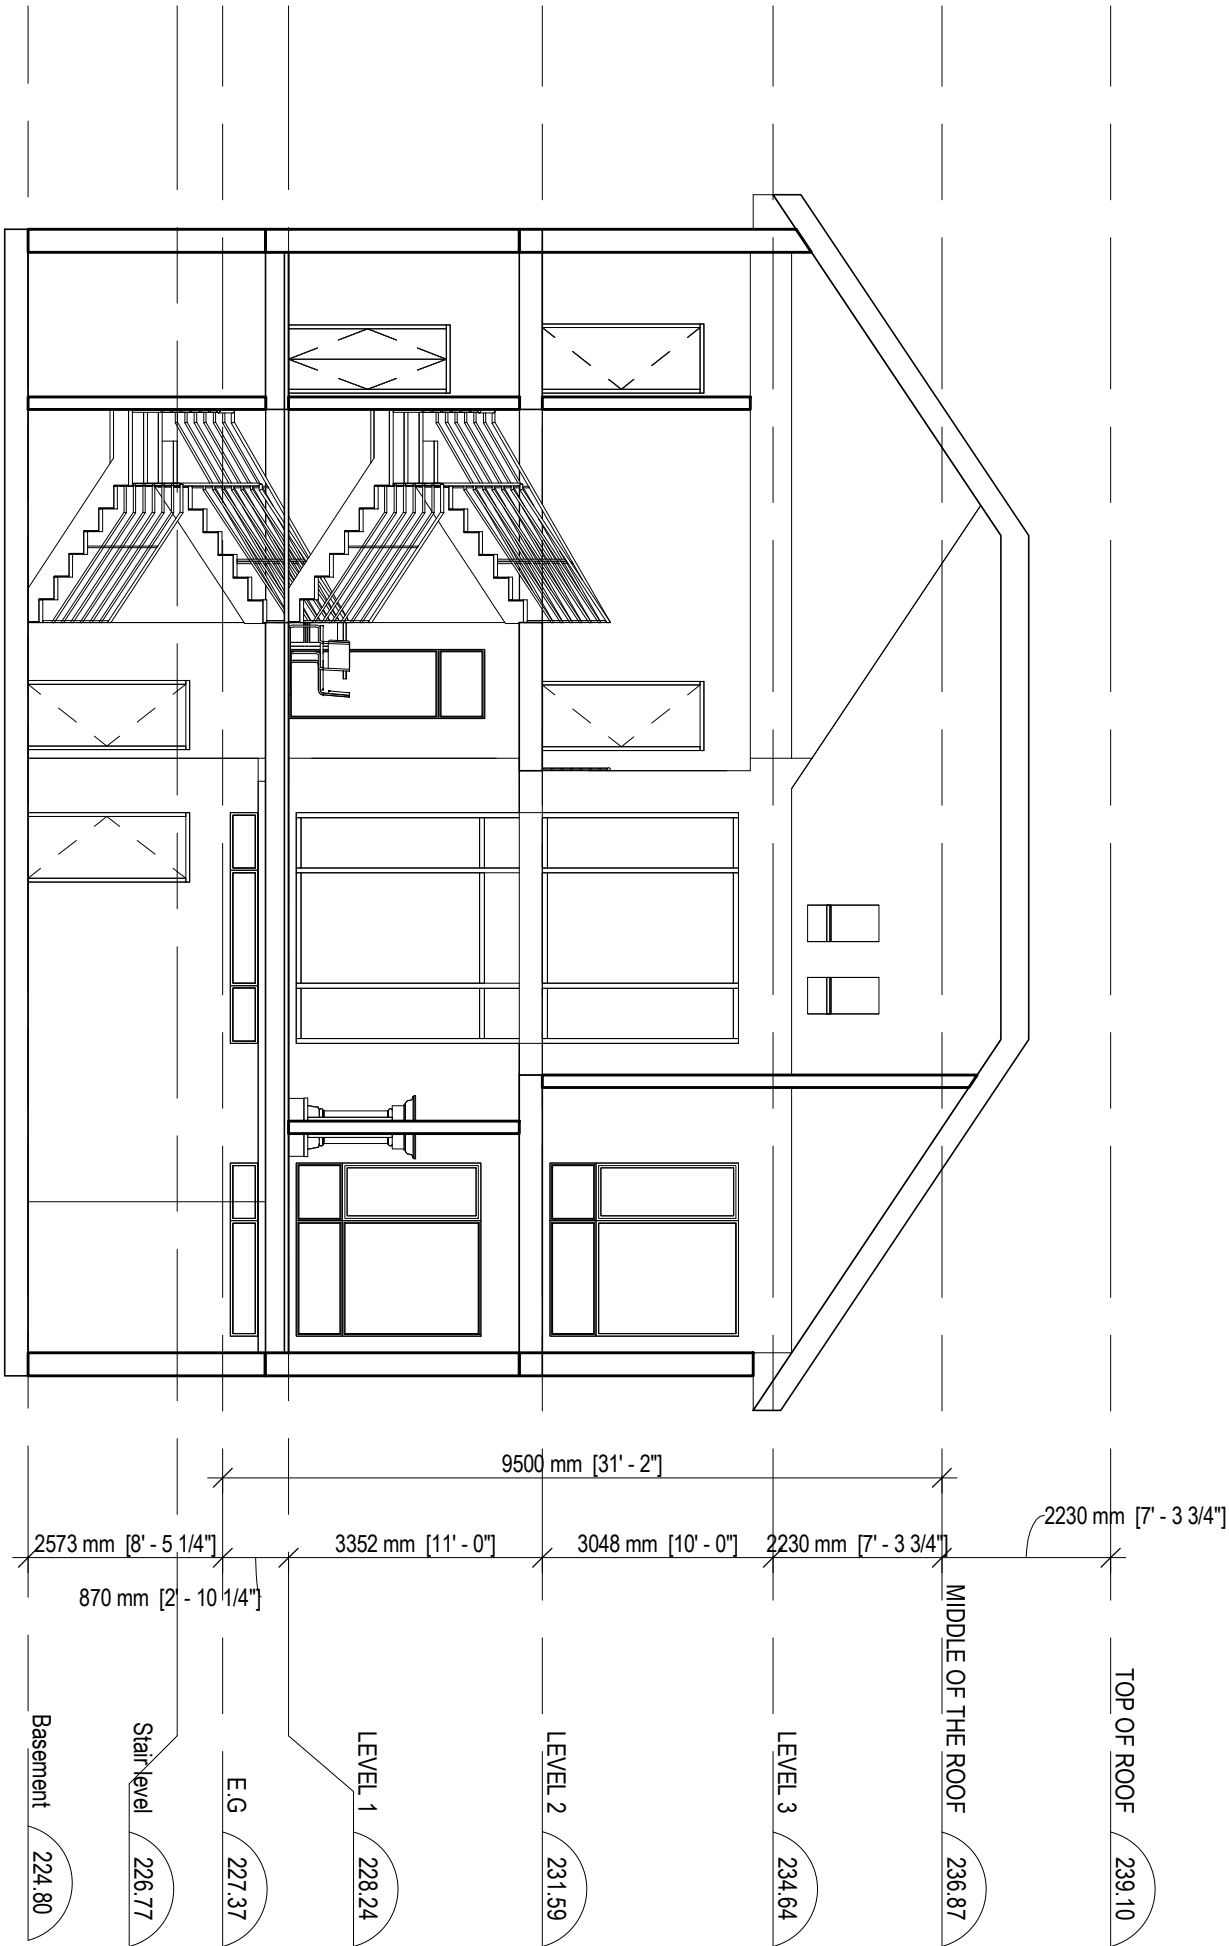 9500 mm [31' - 2"]
2230 mm [7' - 3 3/4"]
2573 mm [8' - 5 1/4"]
3352 mm [11' - 0"]
3048 mm [10' - 0"]
2230 mm [7' - 3 3/4"]
870 mm [2' - 10 1/4"]
TOP OF ROOF 239.10
MIDDLE OF THE ROOF 236.87
LEVEL 3 234.64
LEVEL 2 231.59
LEVEL 1 228.24
E.G 227.37
Stair level 226.77
Basement 224.80